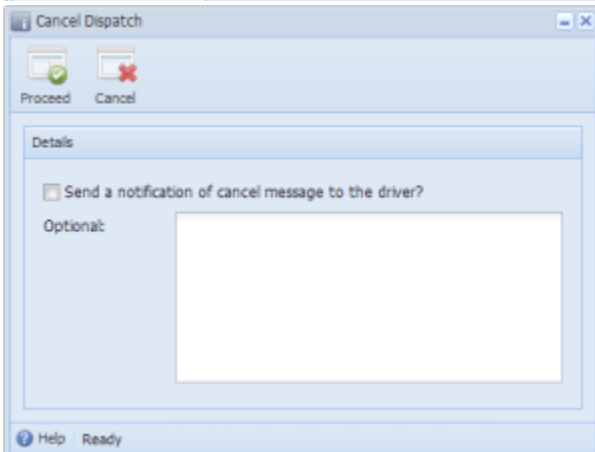 Cancel Dispatch
Proceed Cancel
Details
Send a notification of cancel message to the driver?
Optional:
Help Ready